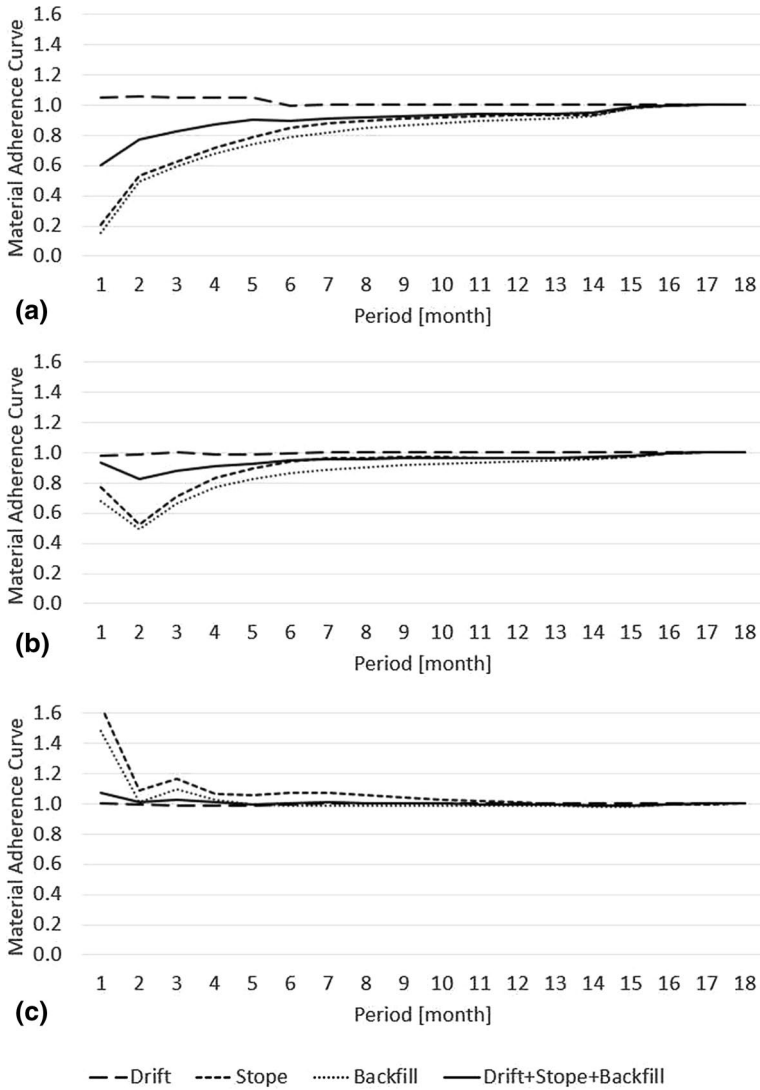 Material Adherence Curve
1.6
1.4
1.2
1.0
0.8
0.6
0.4
0.2
0.0
1 2 3 4 5 6 7 8 9 10 11 12 13 14 15 16 17 18
(a)
Period [month]
Material Adherence Curve
1.6
1.4
1.2
1.0
0.8
0.6
0.4
0.2
0.0
1 2 3 4 5 6 7 8 9 10 11 12 13 14 15 16 17 18
(b)
Period [month]
Material Adherence Curve
1.6
1.4
1.2
1.0
0.8
0.6
0.4
0.2
0.0
1 2 3 4 5 6 7 8 9 10 11 12 13 14 15 16 17 18
(c)
Period [month]
Drift Stope Backfill Drift+Stope+Backfill